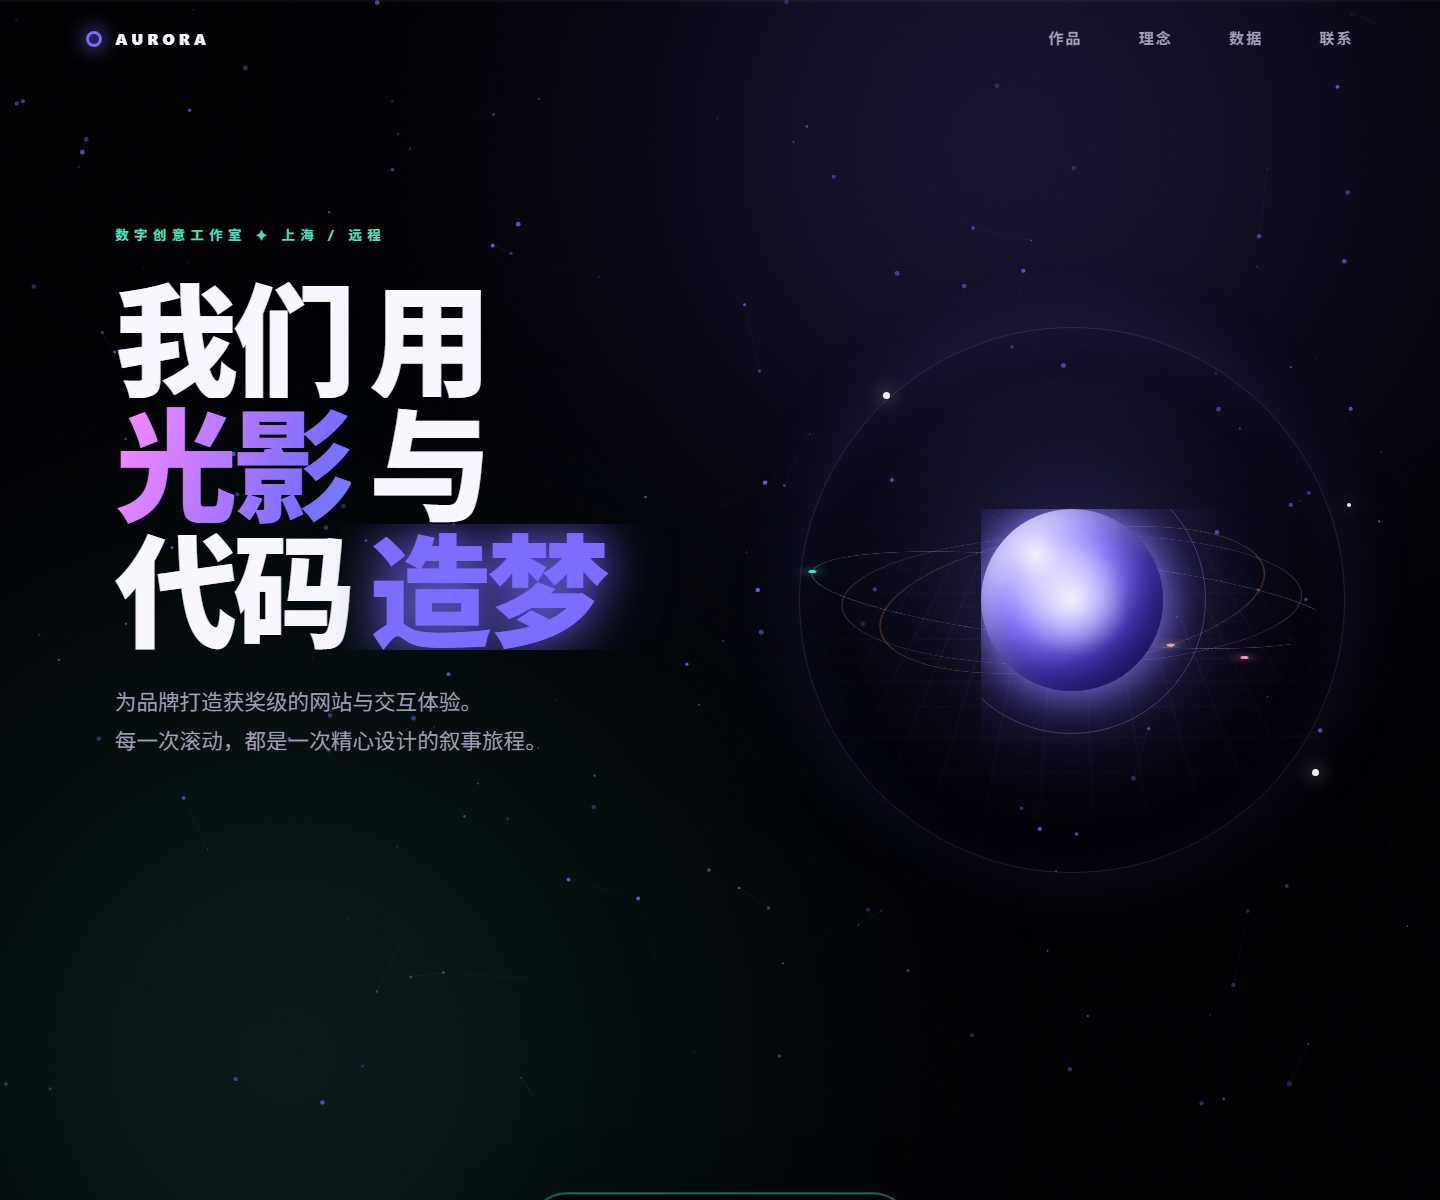 AURORA
作品 理念 数据 联系
数字创意工作室 ✦ 上海 / 远程
我们 用
光影 与
代码 造梦
为品牌打造获奖级的网站与交互体验。
每一次滚动，都是一次精心设计的叙事旅程。